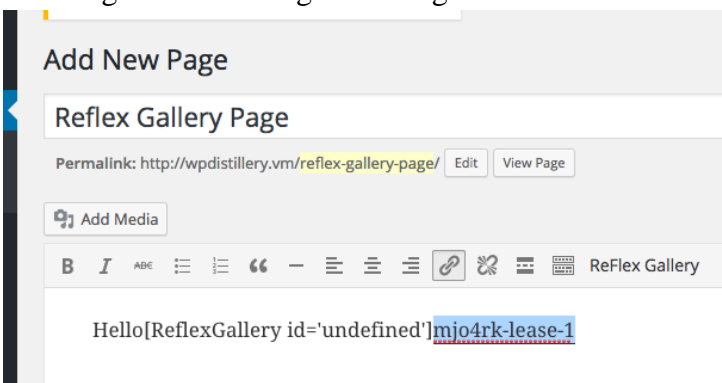 Add New Page
Reflex Gallery Page
Permalink: http://wpdistillery.vm/reflex-gallery-page/ Edit View Page
Add Media
B I ABC ReFlex Gallery
Hello[ReflexGallery id='undefined']mjo4rk-lease-1